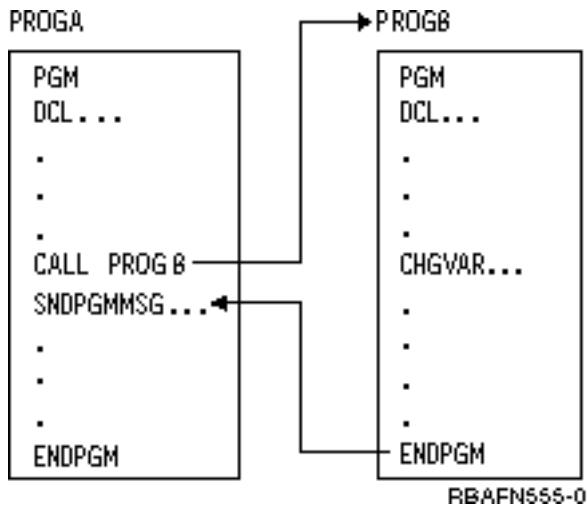 PROGA
PGM
DCL...
.
.
.
CALL PROGB
SNDPGMMSG...
.
.
.
ENDPGM
PROGB
PGM
DCL...
.
.
.
CHGVAR...
.
.
.
.
ENDPGM
RBAFN555-0